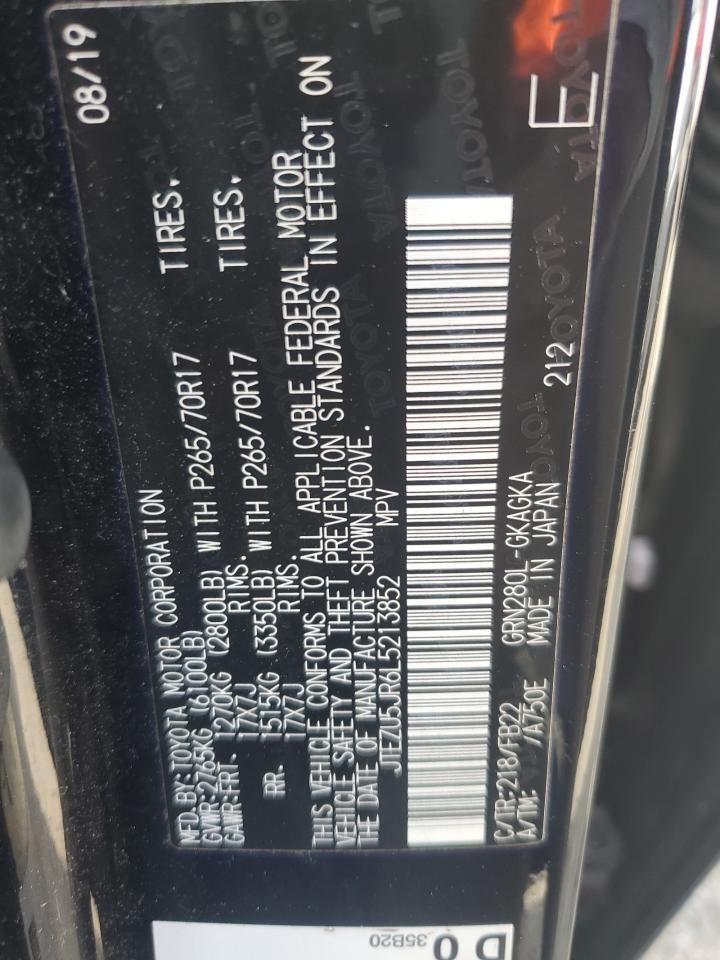 08/19
MFD.BY:TOYOTA MOTOR CORPORATION
GVWR:2765KG (6100LB)
GAWR:FRT. 1270KG (2800LB) WITH P265/70R17 TIRES.
17X7J RIMS.
RR. 1515KG (3350LB) WITH P265/70R17 TIRES.
17X7J RIMS.
THIS VEHICLE CONFORMS TO ALL APPLICABLE FEDERAL MOTOR
VEHICLE SAFETY AND THEFT PREVENTION STANDARDS IN EFFECT ON
THE DATE OF MANUFACTURE SHOWN ABOVE.
JTEZU5JR6L5213852 MPV
C/TR:218/FB22 GRN280L-GKAGKA
A/TM: /A750E MADE IN JAPAN 212
E
TOYOTA
D 0
35B20